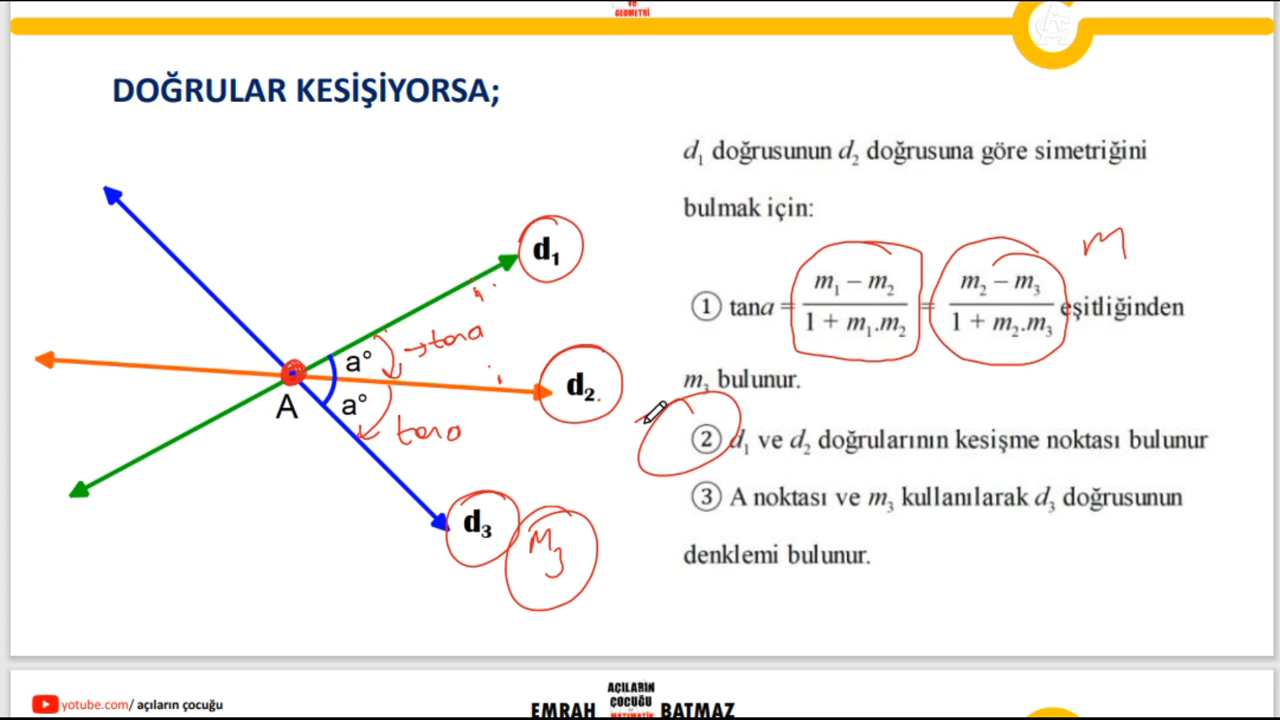 VE
GEOMETRİ
DOĞRULAR KESİŞİYORSA;
d₁ doğrusunun d₂ doğrusuna göre simetriğini
bulmak için:
m
① tana = (m₁ − m₂)/(1 + m₁.m₂) = (m₂ − m₃)/(1 + m₂.m₃) eşitliğinden
m₃ bulunur.
② d₁ ve d₂ doğrularının kesişme noktası bulunur
③ A noktası ve m₃ kullanılarak d₃ doğrusunun
denklemi bulunur.
d₁
→tana
a°
d₂
A
a°
tana
d₃
M₃
yotube.com/ açıların çocuğu
AÇILARIN
ÇOCUĞU
EMRAH MATEMATİK BATMAZ